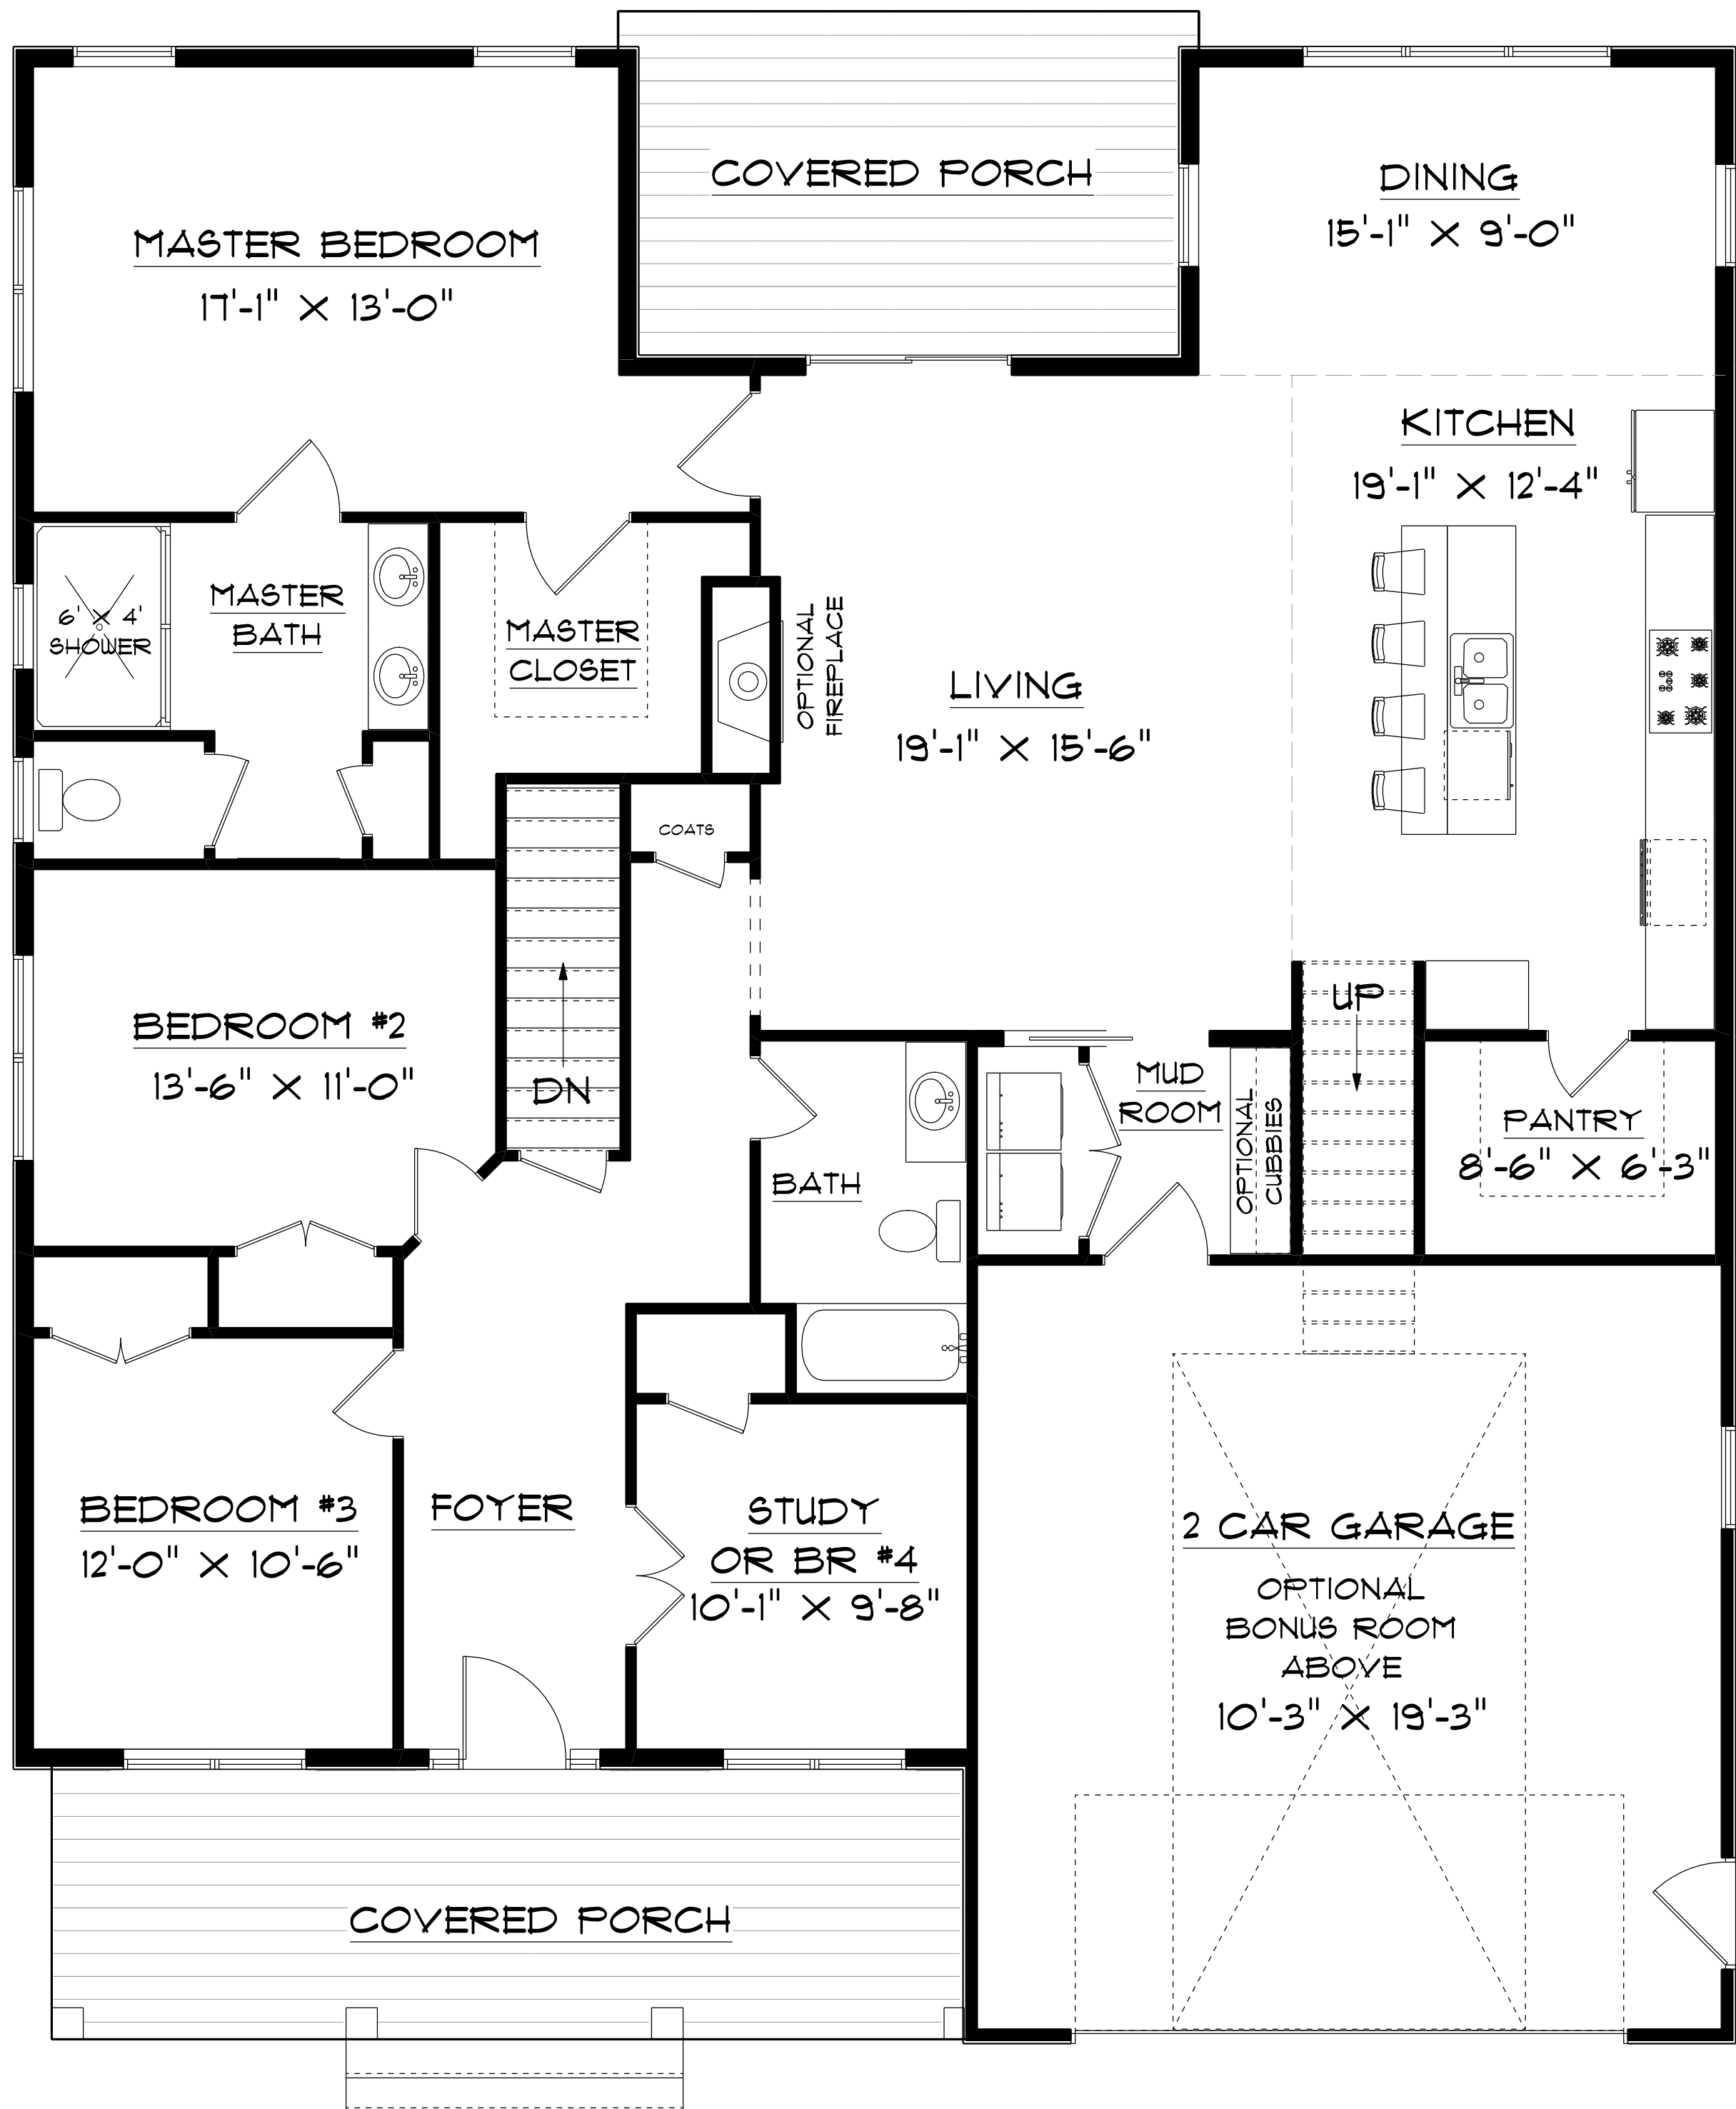 COVERED PORCH
DINING
15'-1" X 9'-0"
MASTER BEDROOM
17'-1" X 13'-0"
KITCHEN
19'-1" X 12'-4"
6' X 4'
SHOWER
MASTER
BATH
MASTER
CLOSET
OPTIONAL
FIREPLACE
LIVING
19'-1" X 15'-6"
COATS
BEDROOM #2
13'-6" X 11'-0"
DN
UP
MUD
ROOM
OPTIONAL
CUBBIES
PANTRY
8'-6" X 6'-3"
BATH
BEDROOM #3
12'-0" X 10'-6"
FOYER
STUDY
OR BR #4
10'-1" X 9'-8"
2 CAR GARAGE
OPTIONAL
BONUS ROOM
ABOVE
10'-3" X 19'-3"
COVERED PORCH